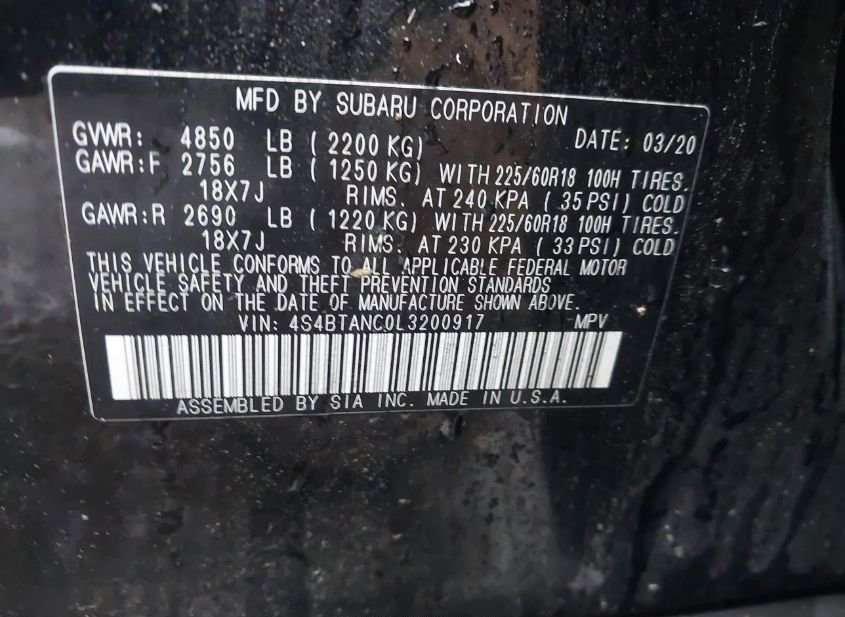 MFD BY SUBARU CORPORATION
GVWR: 4850 LB ( 2200 KG) DATE: 03/20
GAWR:F 2756 LB ( 1250 KG) WITH 225/60R18 100H TIRES.
18X7J RIMS. AT 240 KPA ( 35 PSI) COLD
GAWR:R 2690 LB ( 1220 KG) WITH 225/60R18 100H TIRES.
18X7J RIMS. AT 230 KPA ( 33 PSI) COLD
THIS VEHICLE CONFORMS TO ALL APPLICABLE FEDERAL MOTOR
VEHICLE SAFETY AND THEFT PREVENTION STANDARDS
IN EFFECT ON THE DATE OF MANUFACTURE SHOWN ABOVE.
VIN: 4S4BTANC0L3200917 MPV
ASSEMBLED BY SIA INC. MADE IN U.S.A.